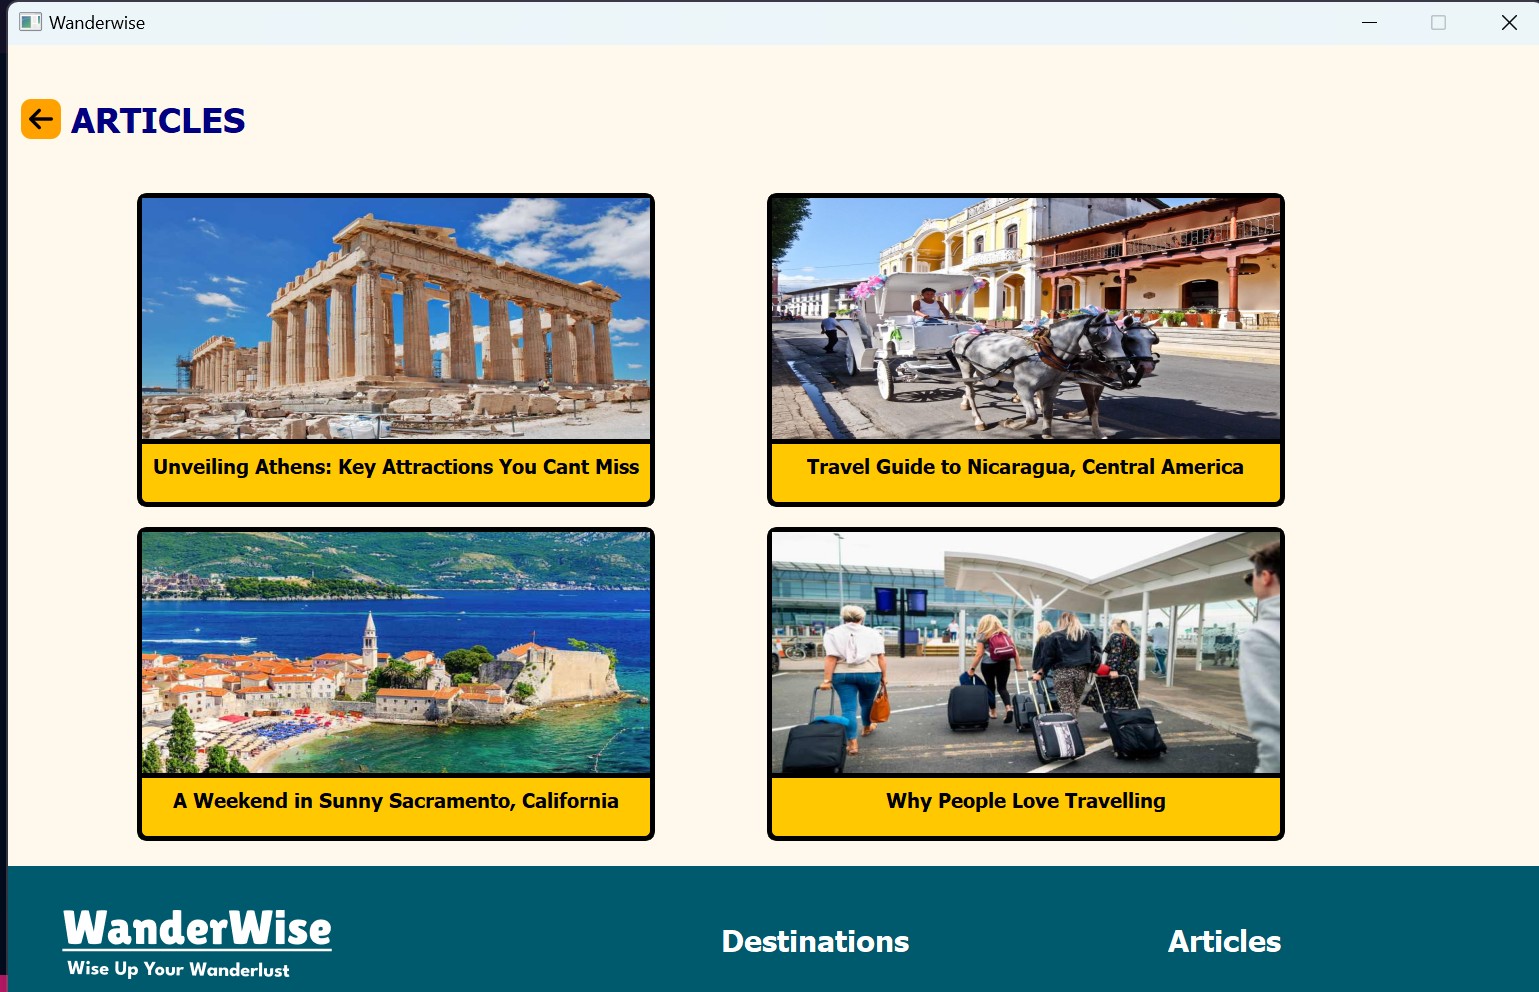 Wanderwise
ARTICLES
Unveiling Athens: Key Attractions You Cant Miss
Travel Guide to Nicaragua, Central America
A Weekend in Sunny Sacramento, California
Why People Love Travelling
WanderWise
Wise Up Your Wanderlust
Destinations
Articles